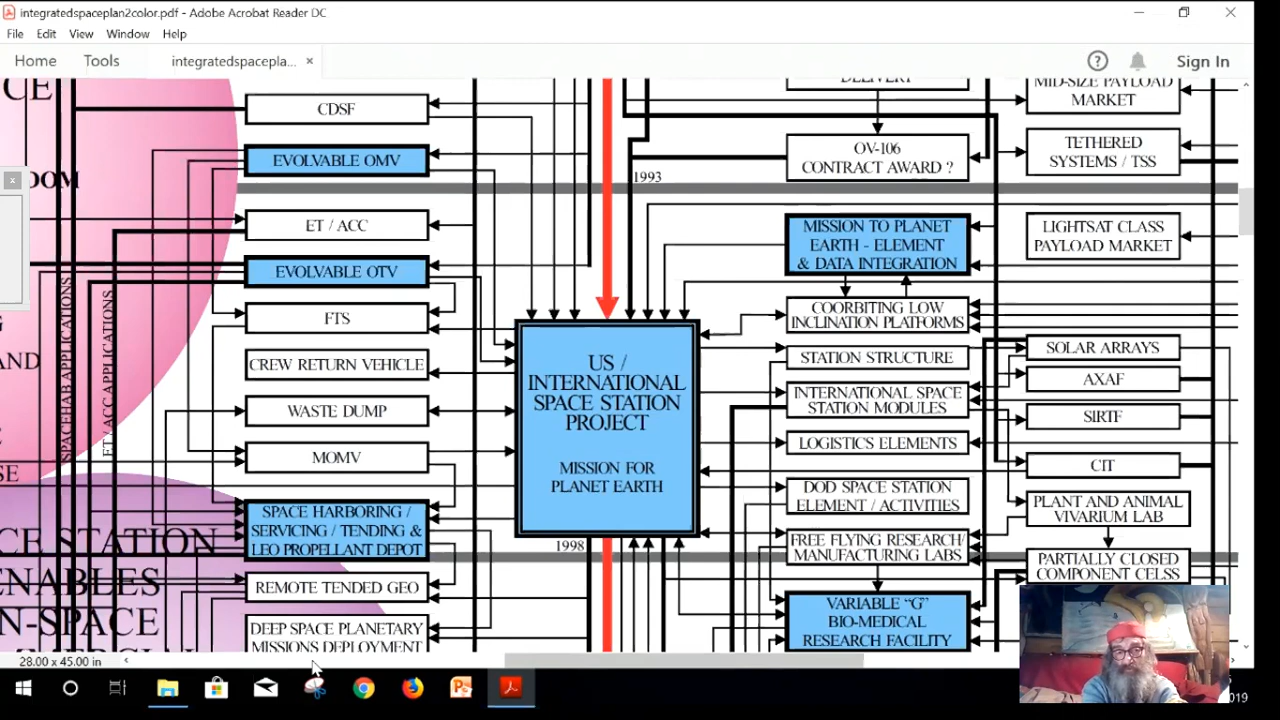 integratedspaceplan2color.pdf - Adobe Acrobat Reader DC
File Edit View Window Help
Home Tools integratedspacepla... × Sign In
CE
DOM
AND
SE
SPACEHAB APPLICATIONS
ET / ACC APPLICATIONS
CE STATION
ENABLES
N-SPACE
CDSF
EVOLVABLE OMV
ET / ACC
EVOLVABLE OTV
FTS
CREW RETURN VEHICLE
WASTE DUMP
MOMV
SPACE HARBORING /
SERVICING / TENDING &
LEO PROPELLANT DEPOT
REMOTE TENDED GEO
DEEP SPACE PLANETARY
MISSIONS DEPLOYMENT
1993
US /
INTERNATIONAL
SPACE STATION
PROJECT
MISSION FOR
PLANET EARTH
1998
DELIVERY
OV-106
CONTRACT AWARD ?
MISSION TO PLANET
EARTH - ELEMENT
& DATA INTEGRATION
COORBITING LOW
INCLINATION PLATFORMS
STATION STRUCTURE
INTERNATIONAL SPACE
STATION MODULES
LOGISTICS ELEMENTS
DOD SPACE STATION
ELEMENT / ACTIVITIES
FREE FLYING RESEARCH/
MANUFACTURING LABS
VARIABLE “G”
BIO-MEDICAL
RESEARCH FACILITY
MID-SIZE PAYLOAD
MARKET
TETHERED
SYSTEMS / TSS
LIGHTSAT CLASS
PAYLOAD MARKET
SOLAR ARRAYS
AXAF
SIRTF
CIT
PLANT AND ANIMAL
VIVARIUM LAB
PARTIALLY CLOSED
COMPONENT CELSS
28.00 x 45.00 in